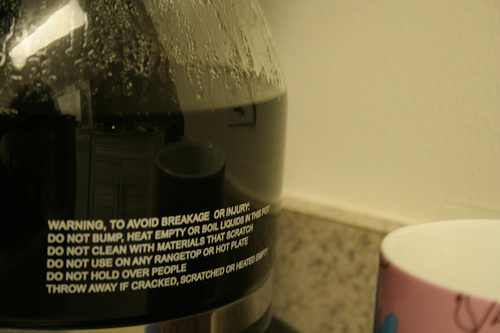 WARNING, TO AVOID BREAKAGE OR INJURY:
DO NOT BUMP, HEAT EMPTY OR BOIL LIQUIDS IN THIS POT
DO NOT CLEAN WITH MATERIALS THAT SCRATCH
DO NOT USE ON ANY RANGETOP OR HOT PLATE
DO NOT HOLD OVER PEOPLE
THROW AWAY IF CRACKED, SCRATCHED OR HEATED EMPTY